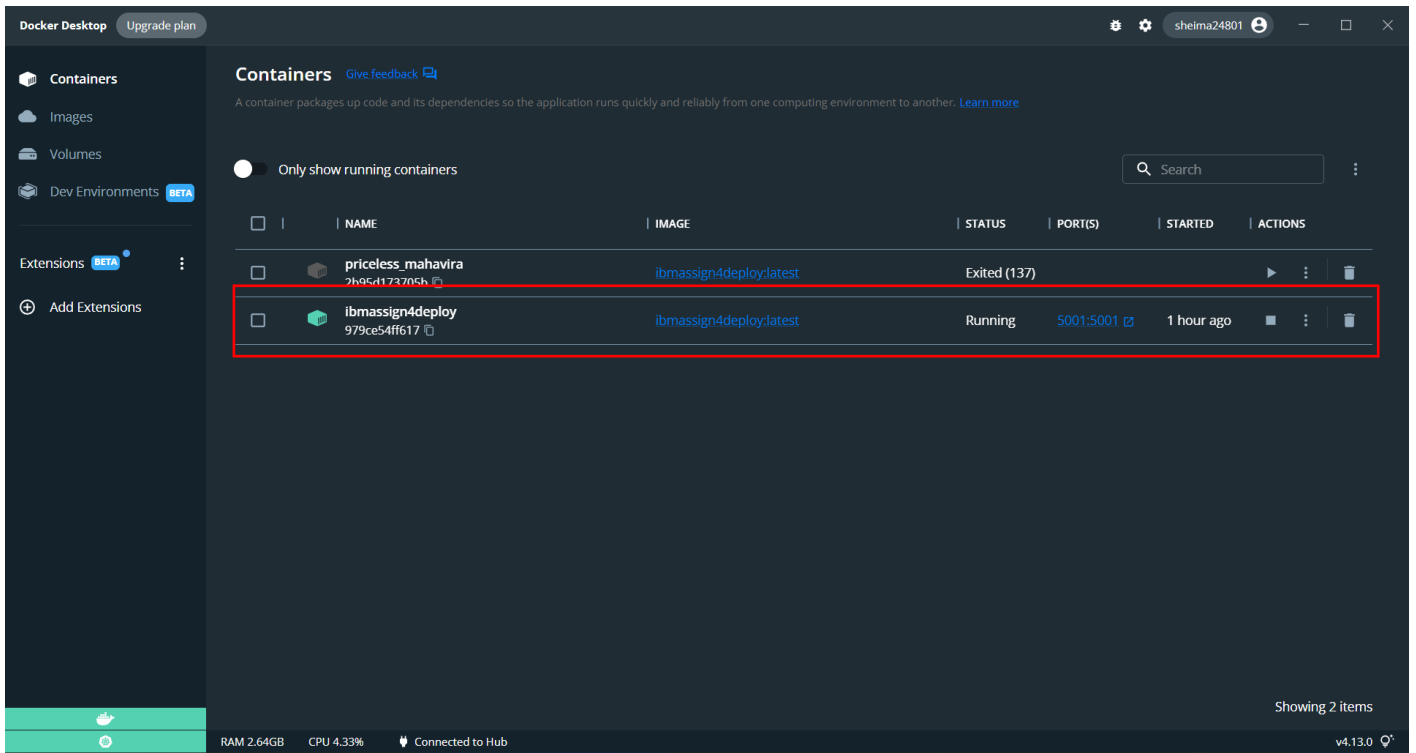 Docker Desktop Upgrade plan sheima24801
Containers
Images
Volumes
Dev Environments BETA
Extensions BETA
Add Extensions
Containers Give feedback
A container packages up code and its dependencies so the application runs quickly and reliably from one computing environment to another. Learn more
Only show running containers Search
NAME IMAGE STATUS PORT(S) STARTED ACTIONS
priceless_mahavira ibmassign4deploy:latest Exited (137)
2b95d173705b
ibmassign4deploy ibmassign4deploy:latest Running 5001:5001 1 hour ago
979ce54ff617
Showing 2 items
RAM 2.64GB CPU 4.33% Connected to Hub v4.13.0